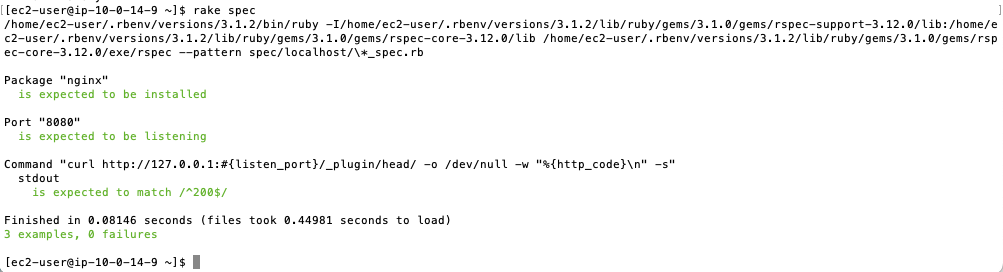 [[ec2-user@ip-10-0-14-9 ~]$ rake spec ]
/home/ec2-user/.rbenv/versions/3.1.2/bin/ruby -I/home/ec2-user/.rbenv/versions/3.1.2/lib/ruby/gems/3.1.0/gems/rspec-support-3.12.0/lib:/home/e
c2-user/.rbenv/versions/3.1.2/lib/ruby/gems/3.1.0/gems/rspec-core-3.12.0/lib /home/ec2-user/.rbenv/versions/3.1.2/lib/ruby/gems/3.1.0/gems/rsp
ec-core-3.12.0/exe/rspec --pattern spec/localhost/\*_spec.rb
Package "nginx"
is expected to be installed
Port "8080"
is expected to be listening
Command "curl http://127.0.0.1:#{listen_port}/_plugin/head/ -o /dev/null -w "%{http_code}\n" -s"
stdout
is expected to match /^200$/
Finished in 0.08146 seconds (files took 0.44981 seconds to load)
3 examples, 0 failures
[ec2-user@ip-10-0-14-9 ~]$